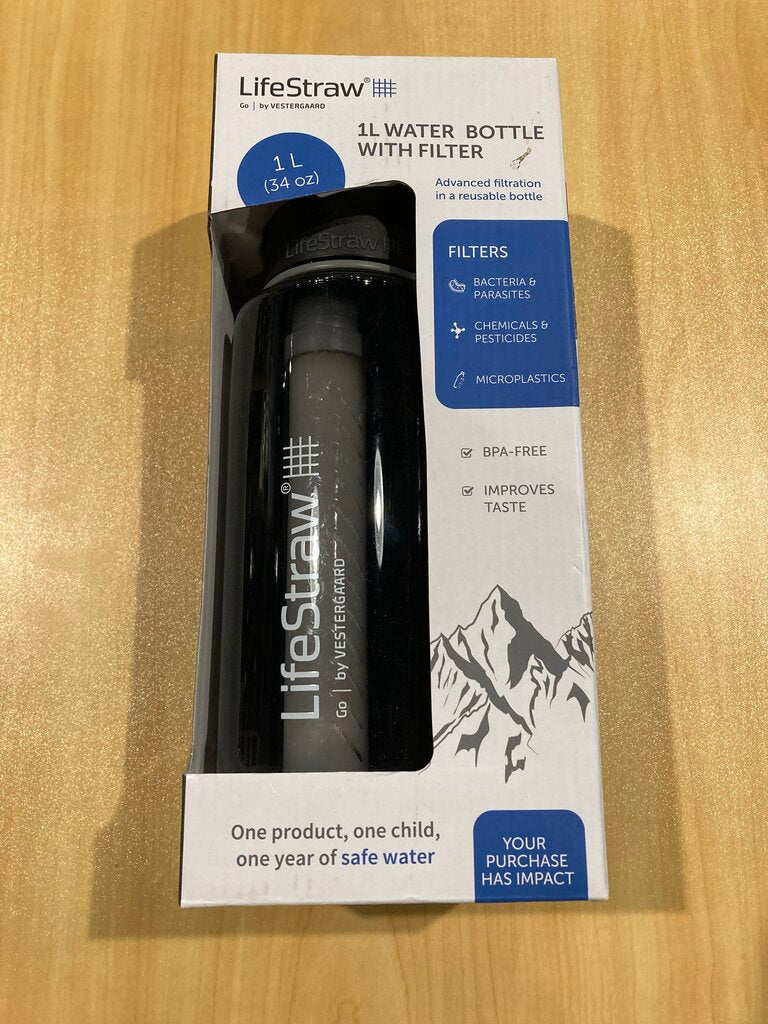 LifeStraw®
Go | by VESTERGAARD
1L WATER BOTTLE
WITH FILTER
1 L
(34 oz)
Advanced filtration
in a reusable bottle
LifeStraw
FILTERS
BACTERIA &
PARASITES
CHEMICALS &
PESTICIDES
MICROPLASTICS
BPA-FREE
IMPROVES
TASTE
LifeStraw®
Go | by VESTERGAARD
One product, one child,
one year of safe water
YOUR
PURCHASE
HAS IMPACT